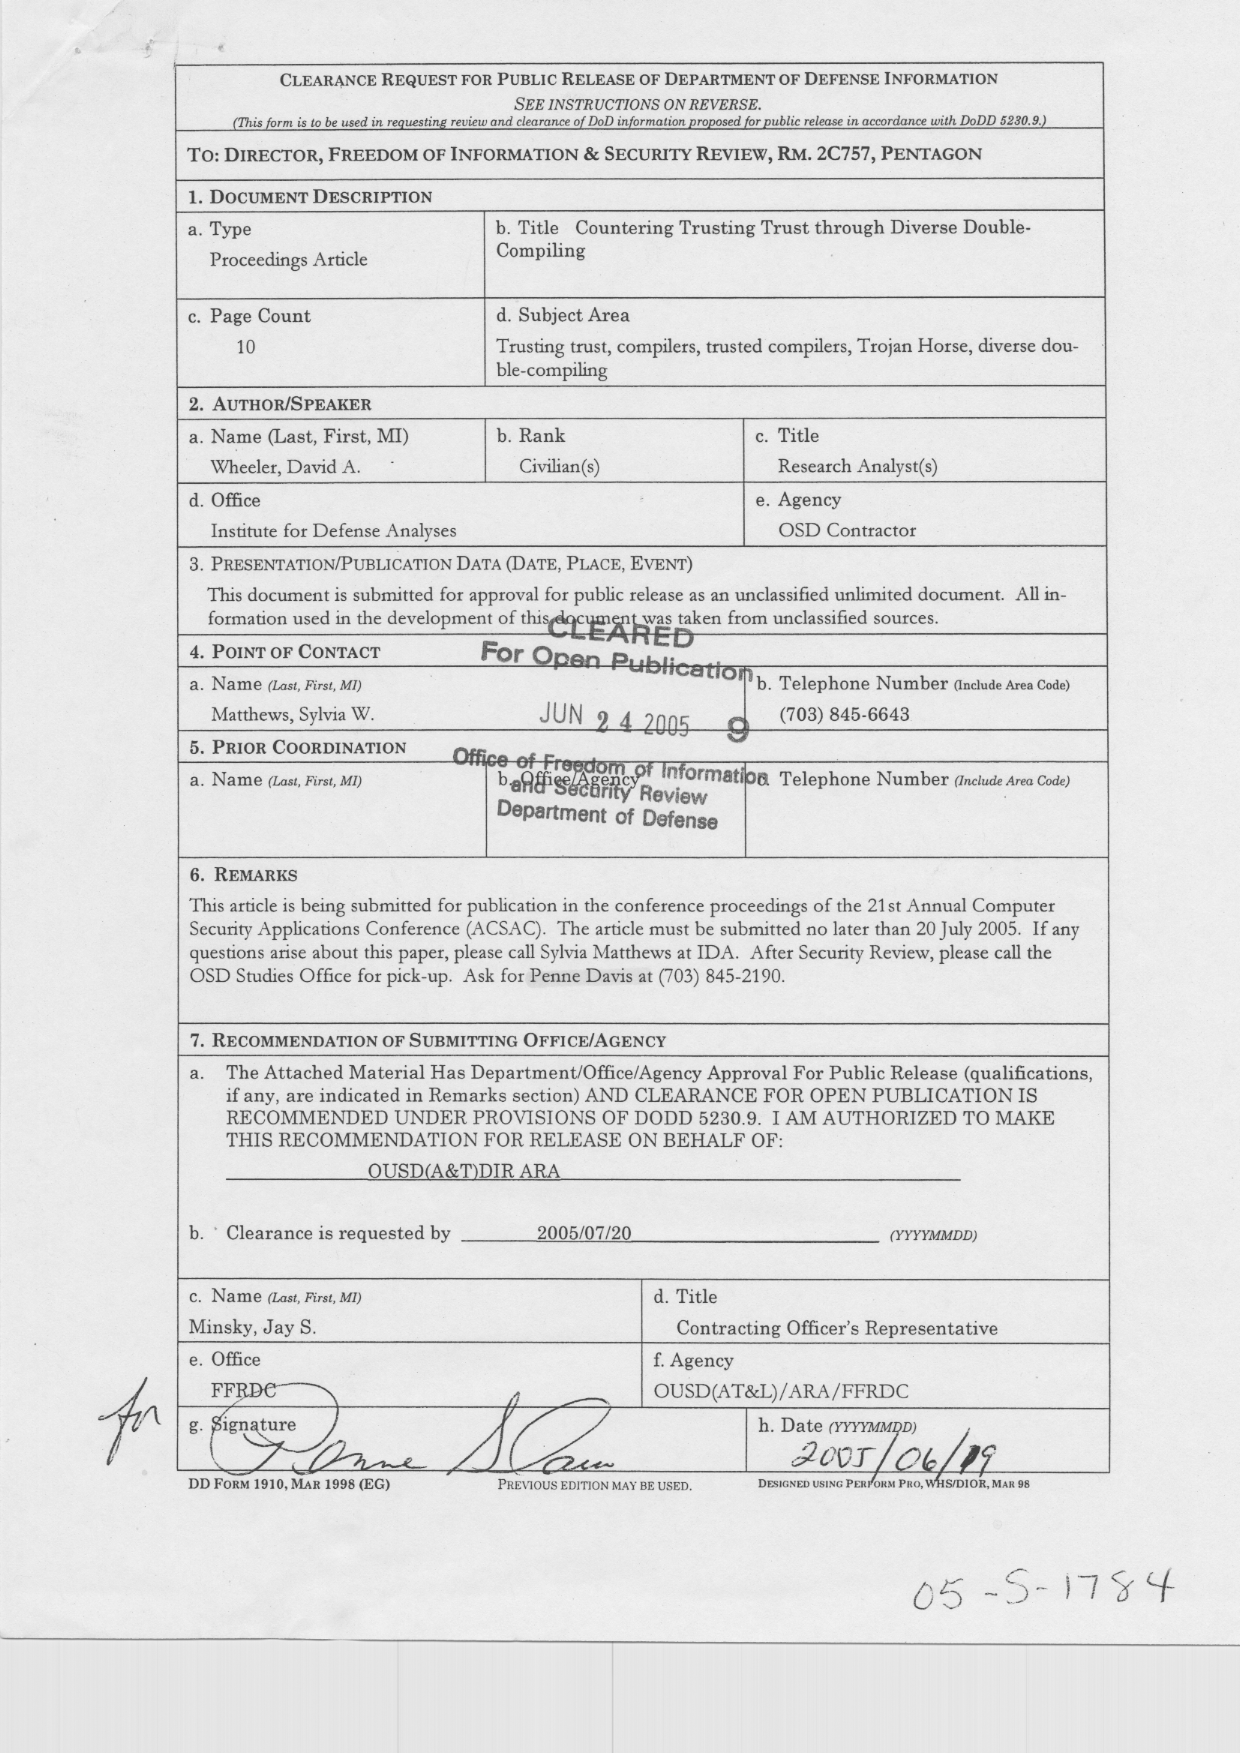 CLEARANCE REQUEST FOR PUBLIC RELEASE OF DEPARTMENT OF DEFENSE INFORMATION
SEE INSTRUCTIONS ON REVERSE.
(This form is to be used in requesting review and clearance of DoD information proposed for public release in accordance with DoDD 5230.9.)
TO: DIRECTOR, FREEDOM OF INFORMATION & SECURITY REVIEW, RM. 2C757, PENTAGON
1. DOCUMENT DESCRIPTION
a. Type
Proceedings Article
b. Title Countering Trusting Trust through Diverse Double-
Compiling
c. Page Count
10
d. Subject Area
Trusting trust, compilers, trusted compilers, Trojan Horse, diverse dou-
ble-compiling
2. AUTHOR/SPEAKER
a. Name (Last, First, MI)
Wheeler, David A.
b. Rank
Civilian(s)
c. Title
Research Analyst(s)
d. Office
Institute for Defense Analyses
e. Agency
OSD Contractor
3. PRESENTATION/PUBLICATION DATA (DATE, PLACE, EVENT)
This document is submitted for approval for public release as an unclassified unlimited document. All in-
formation used in the development of this document was taken from unclassified sources.
CLEARED
For Open Publication
JUN 24 2005 9
Office of Freedom of Information
and Security Review
Department of Defense
4. POINT OF CONTACT
a. Name (Last, First, MI)
Matthews, Sylvia W.
b. Telephone Number (Include Area Code)
(703) 845-6643
5. PRIOR COORDINATION
a. Name (Last, First, MI)
b. Office/Agency
Telephone Number (Include Area Code)
6. REMARKS
This article is being submitted for publication in the conference proceedings of the 21st Annual Computer
Security Applications Conference (ACSAC). The article must be submitted no later than 20 July 2005. If any
questions arise about this paper, please call Sylvia Matthews at IDA. After Security Review, please call the
OSD Studies Office for pick-up. Ask for Penne Davis at (703) 845-2190.
7. RECOMMENDATION OF SUBMITTING OFFICE/AGENCY
a. The Attached Material Has Department/Office/Agency Approval For Public Release (qualifications,
if any, are indicated in Remarks section) AND CLEARANCE FOR OPEN PUBLICATION IS
RECOMMENDED UNDER PROVISIONS OF DODD 5230.9. I AM AUTHORIZED TO MAKE
THIS RECOMMENDATION FOR RELEASE ON BEHALF OF:
OUSD(A&T)DIR ARA
b. Clearance is requested by 2005/07/20 (YYYYMMDD)
c. Name (Last, First, MI)
Minsky, Jay S.
d. Title
Contracting Officer's Representative
e. Office
FFRDC
f. Agency
OUSD(AT&L)/ARA/FFRDC
for
g. Signature
Penne
h. Date (YYYYMMDD)
2005/06/19
DD FORM 1910, MAR 1998 (EG)
PREVIOUS EDITION MAY BE USED.
DESIGNED USING PERFORM PRO, WHS/DIOR, MAR 98
05-S-1784